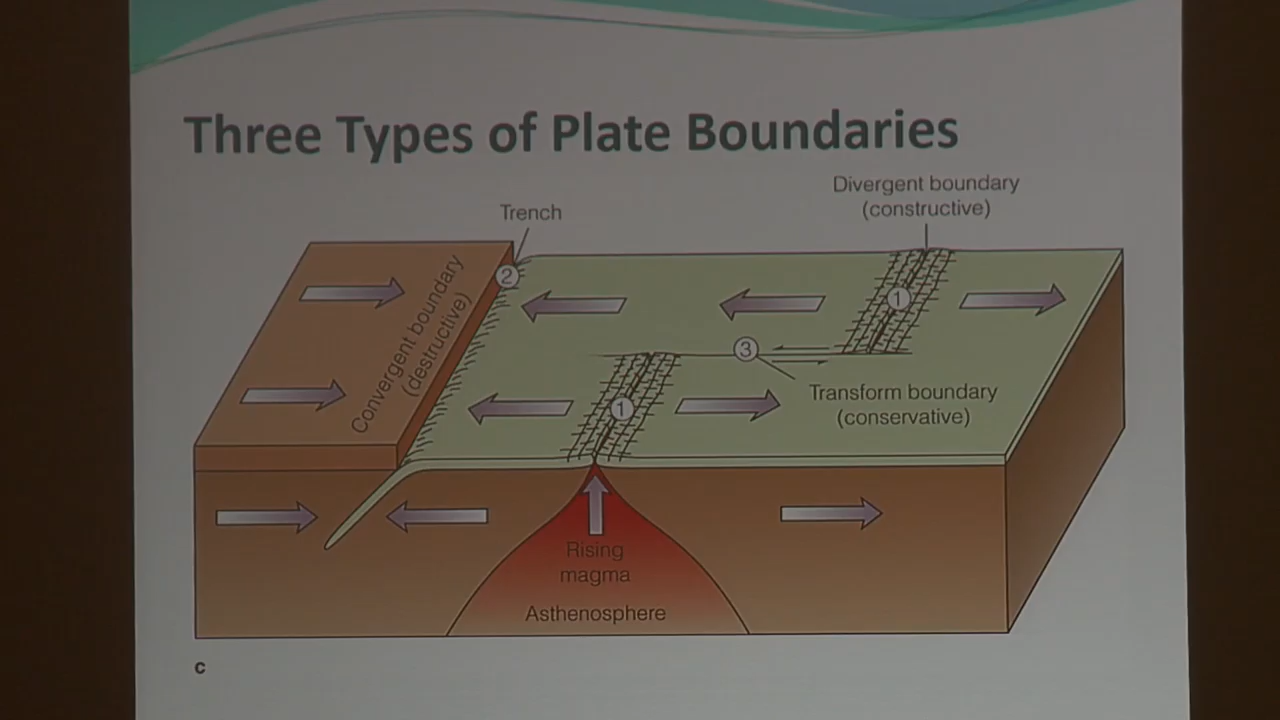 Three Types of Plate Boundaries
Divergent boundary
(constructive)
Trench
2
Convergent boundary
(destructive)
1
3
Transform boundary
(conservative)
1
Rising
magma
Asthenosphere
c